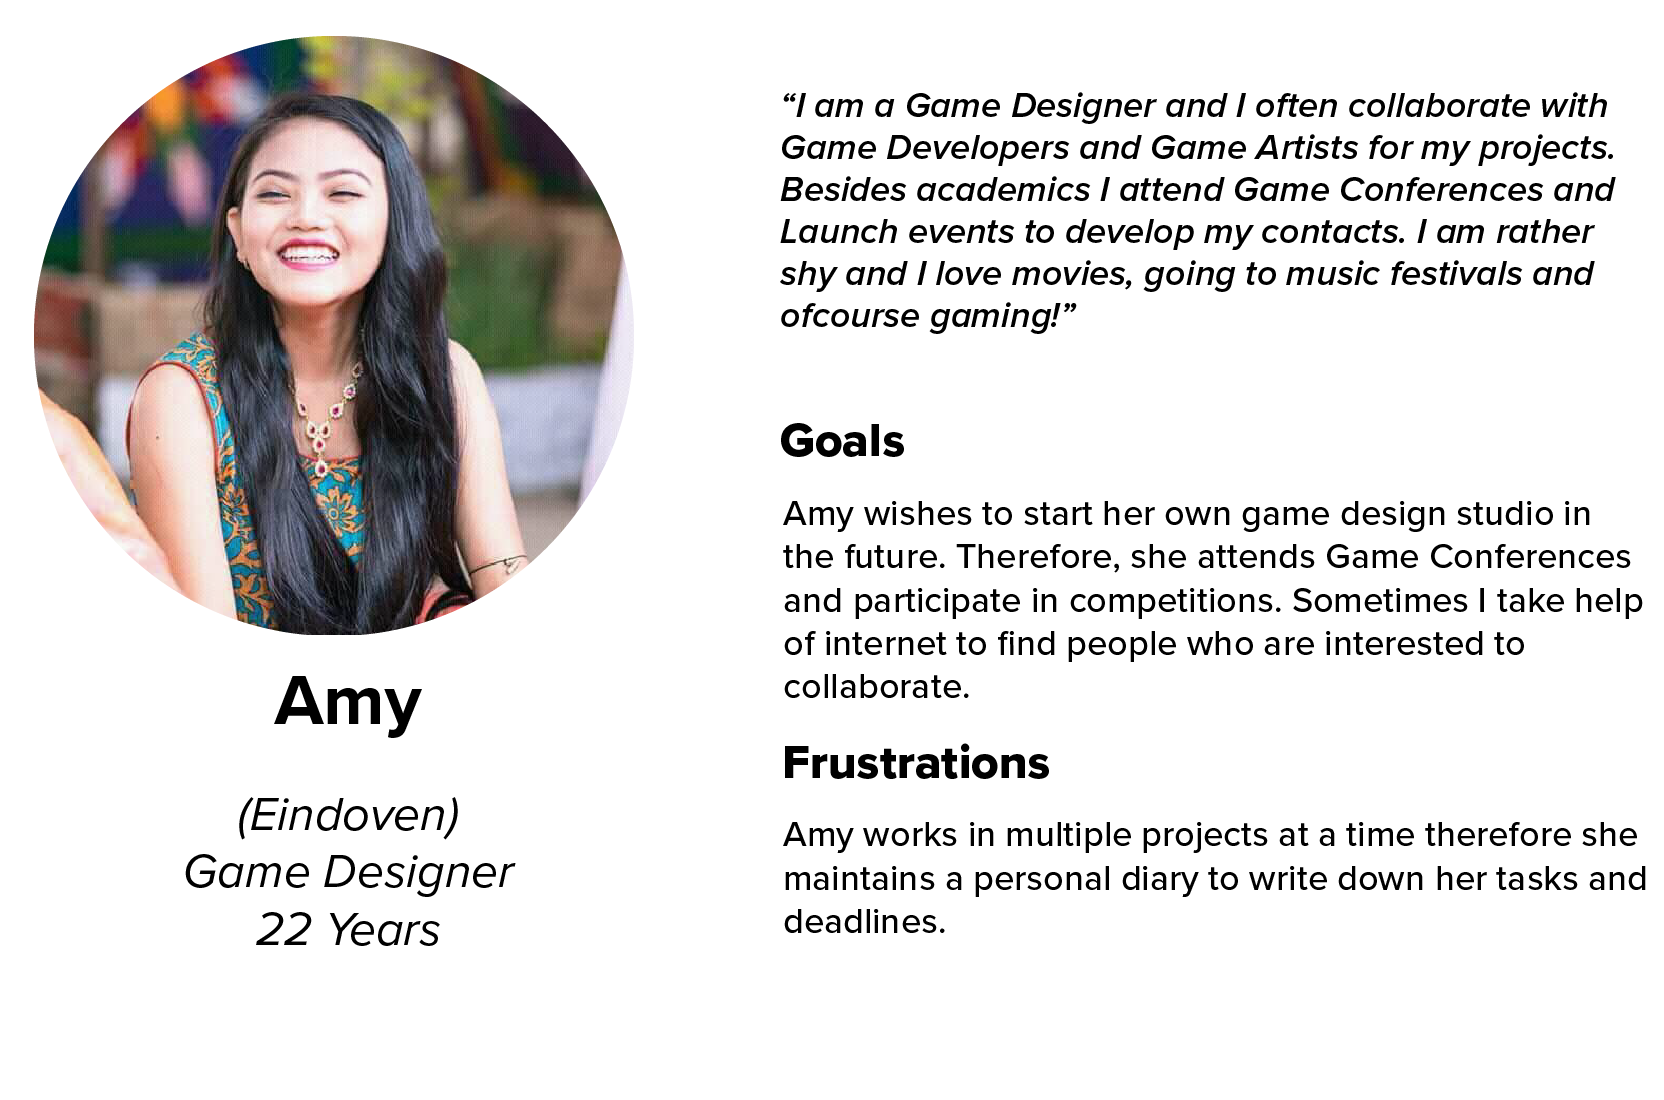 “I am a Game Designer and I often collaborate with
Game Developers and Game Artists for my projects.
Besides academics I attend Game Conferences and
Launch events to develop my contacts. I am rather
shy and I love movies, going to music festivals and
ofcourse gaming!”
Goals
Amy wishes to start her own game design studio in
the future. Therefore, she attends Game Conferences
and participate in competitions. Sometimes I take help
of internet to find people who are interested to
collaborate.
Frustrations
Amy works in multiple projects at a time therefore she
maintains a personal diary to write down her tasks and
deadlines.
Amy
(Eindoven)
Game Designer
22 Years